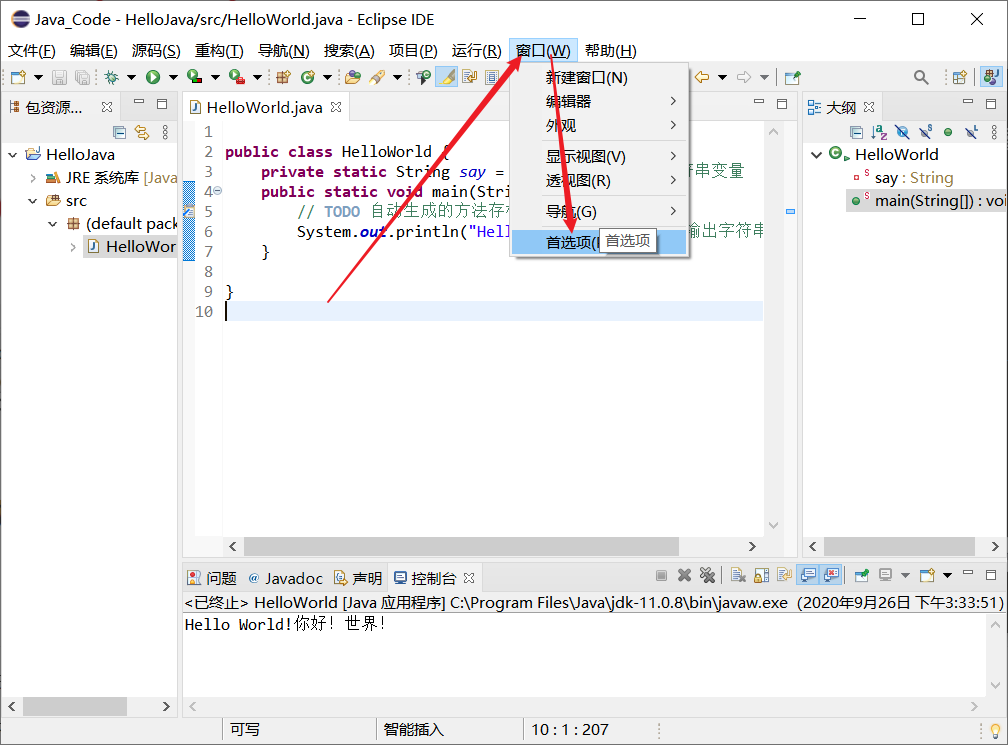 Java_Code - HelloJava/src/HelloWorld.java - Eclipse IDE
文件(F) 编辑(E) 源码(S) 重构(T) 导航(N) 搜索(A) 项目(P) 运行(R) 窗口(W) 帮助(H)
包资源...
HelloJava
JRE 系统库 [Java
src
(default pack
HelloWor
HelloWorld.java
1
2 public class HelloWorld {
3 private static String say = 符串变量
4 public static void main(Stri
5 // TODO 自动生成的方法存
6 System.out.println("Hell 输出字符串
7 }
8
9 }
10
新建窗口(N)
编辑器
外观
显示视图(V)
透视图(R)
导航(G)
首选项(
首选项
大纲
HelloWorld
say : String
main(String[]) : voi
问题 @ Javadoc 声明 控制台
<已终止> HelloWorld [Java 应用程序] C:\Program Files\Java\jdk-11.0.8\bin\javaw.exe (2020年9月26日 下午3:33:51)
Hello World!你好！世界！
可写 智能插入 10 : 1 : 207